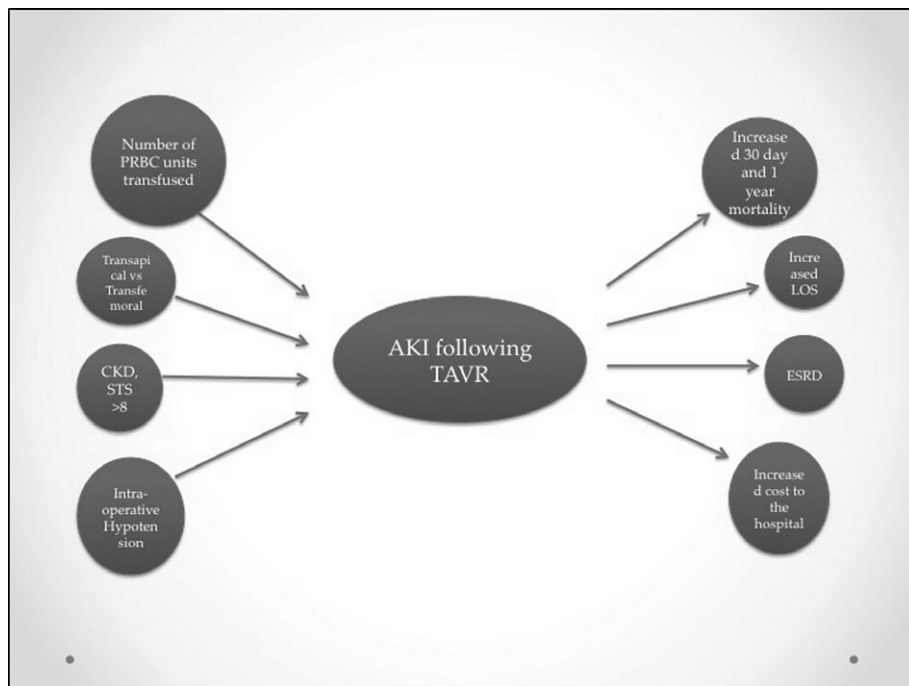 Number of
PRBC units
transfused
Transapi
cal vs
Transfe
moral
CKD,
STS
>8
Intra-
operative
Hypoten
sion
AKI following
TAVR
Increase
d 30 day
and 1
year
mortality
Incre
ased
LOS
ESRD
Increase
d cost to
the
hospital